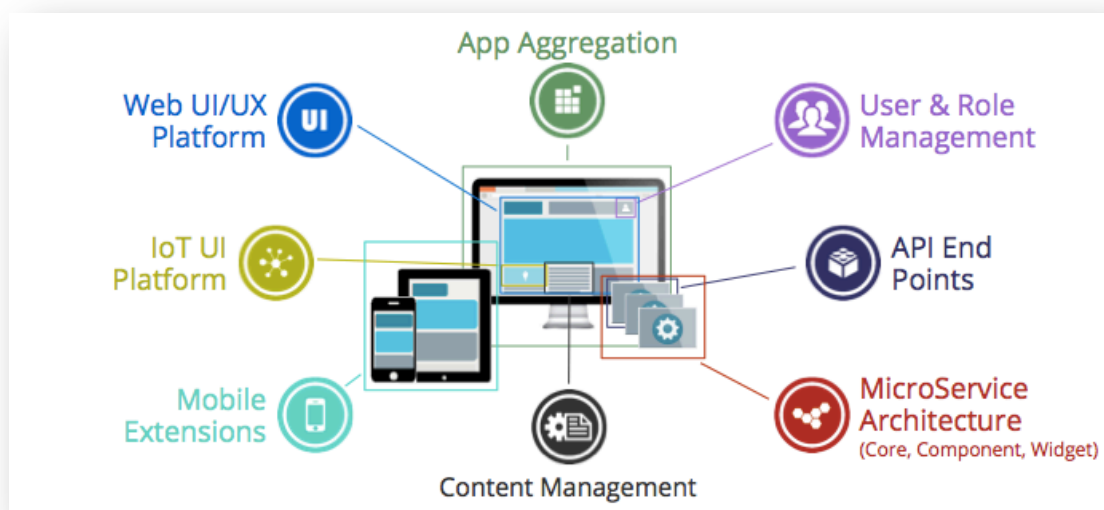 App Aggregation
Web UI/UX
Platform
UI
User & Role
Management
IoT UI
Platform
API End
Points
Mobile
Extensions
MicroService
Architecture
(Core, Component, Widget)
Content Management